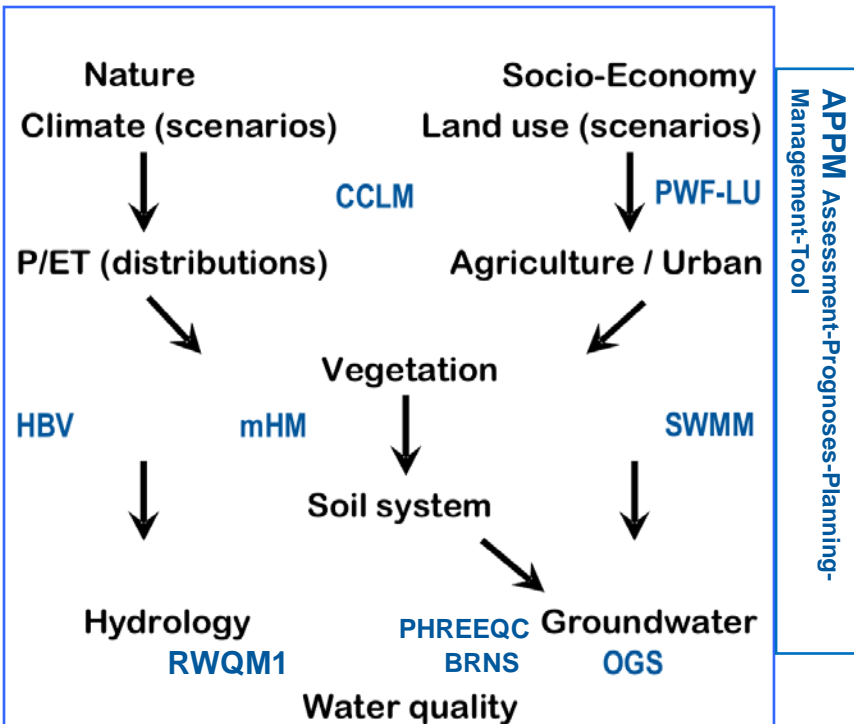 Nature
Socio-Economy
Climate (scenarios)
Land use (scenarios)
CCLM
PWF-LU
P/ET (distributions)
Agriculture / Urban
Vegetation
HBV
mHM
SWMM
Soil system
Hydrology
PHREEQC
Groundwater
RWQM1
BRNS
OGS
Water quality
APPM Assessment-Prognoses-Planning-
Management-Tool